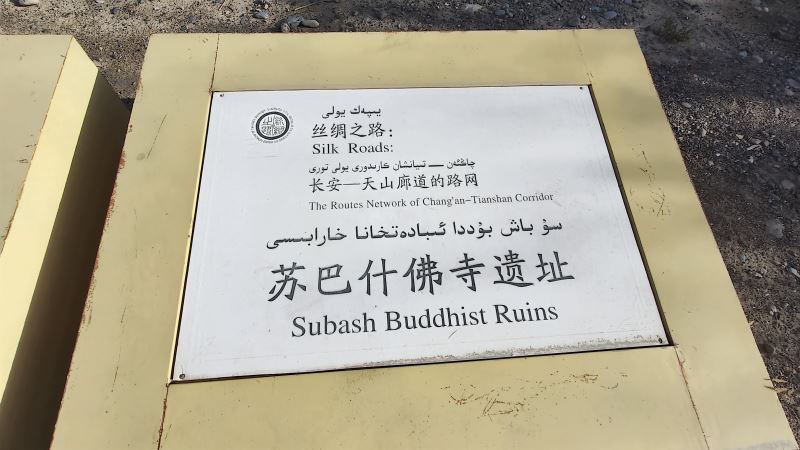 يىپەك يولى
丝绸之路：
Silk Roads:
چاڭئەن — تىيانشان كارىدورى يولى تورى
长安—天山廊道的路网
The Routes Network of Chang'an-Tianshan Corridor
سۇ باش بۇددا ئىبادەتخانا خارابىسى
苏巴什佛寺遗址
Subash Buddhist Ruins